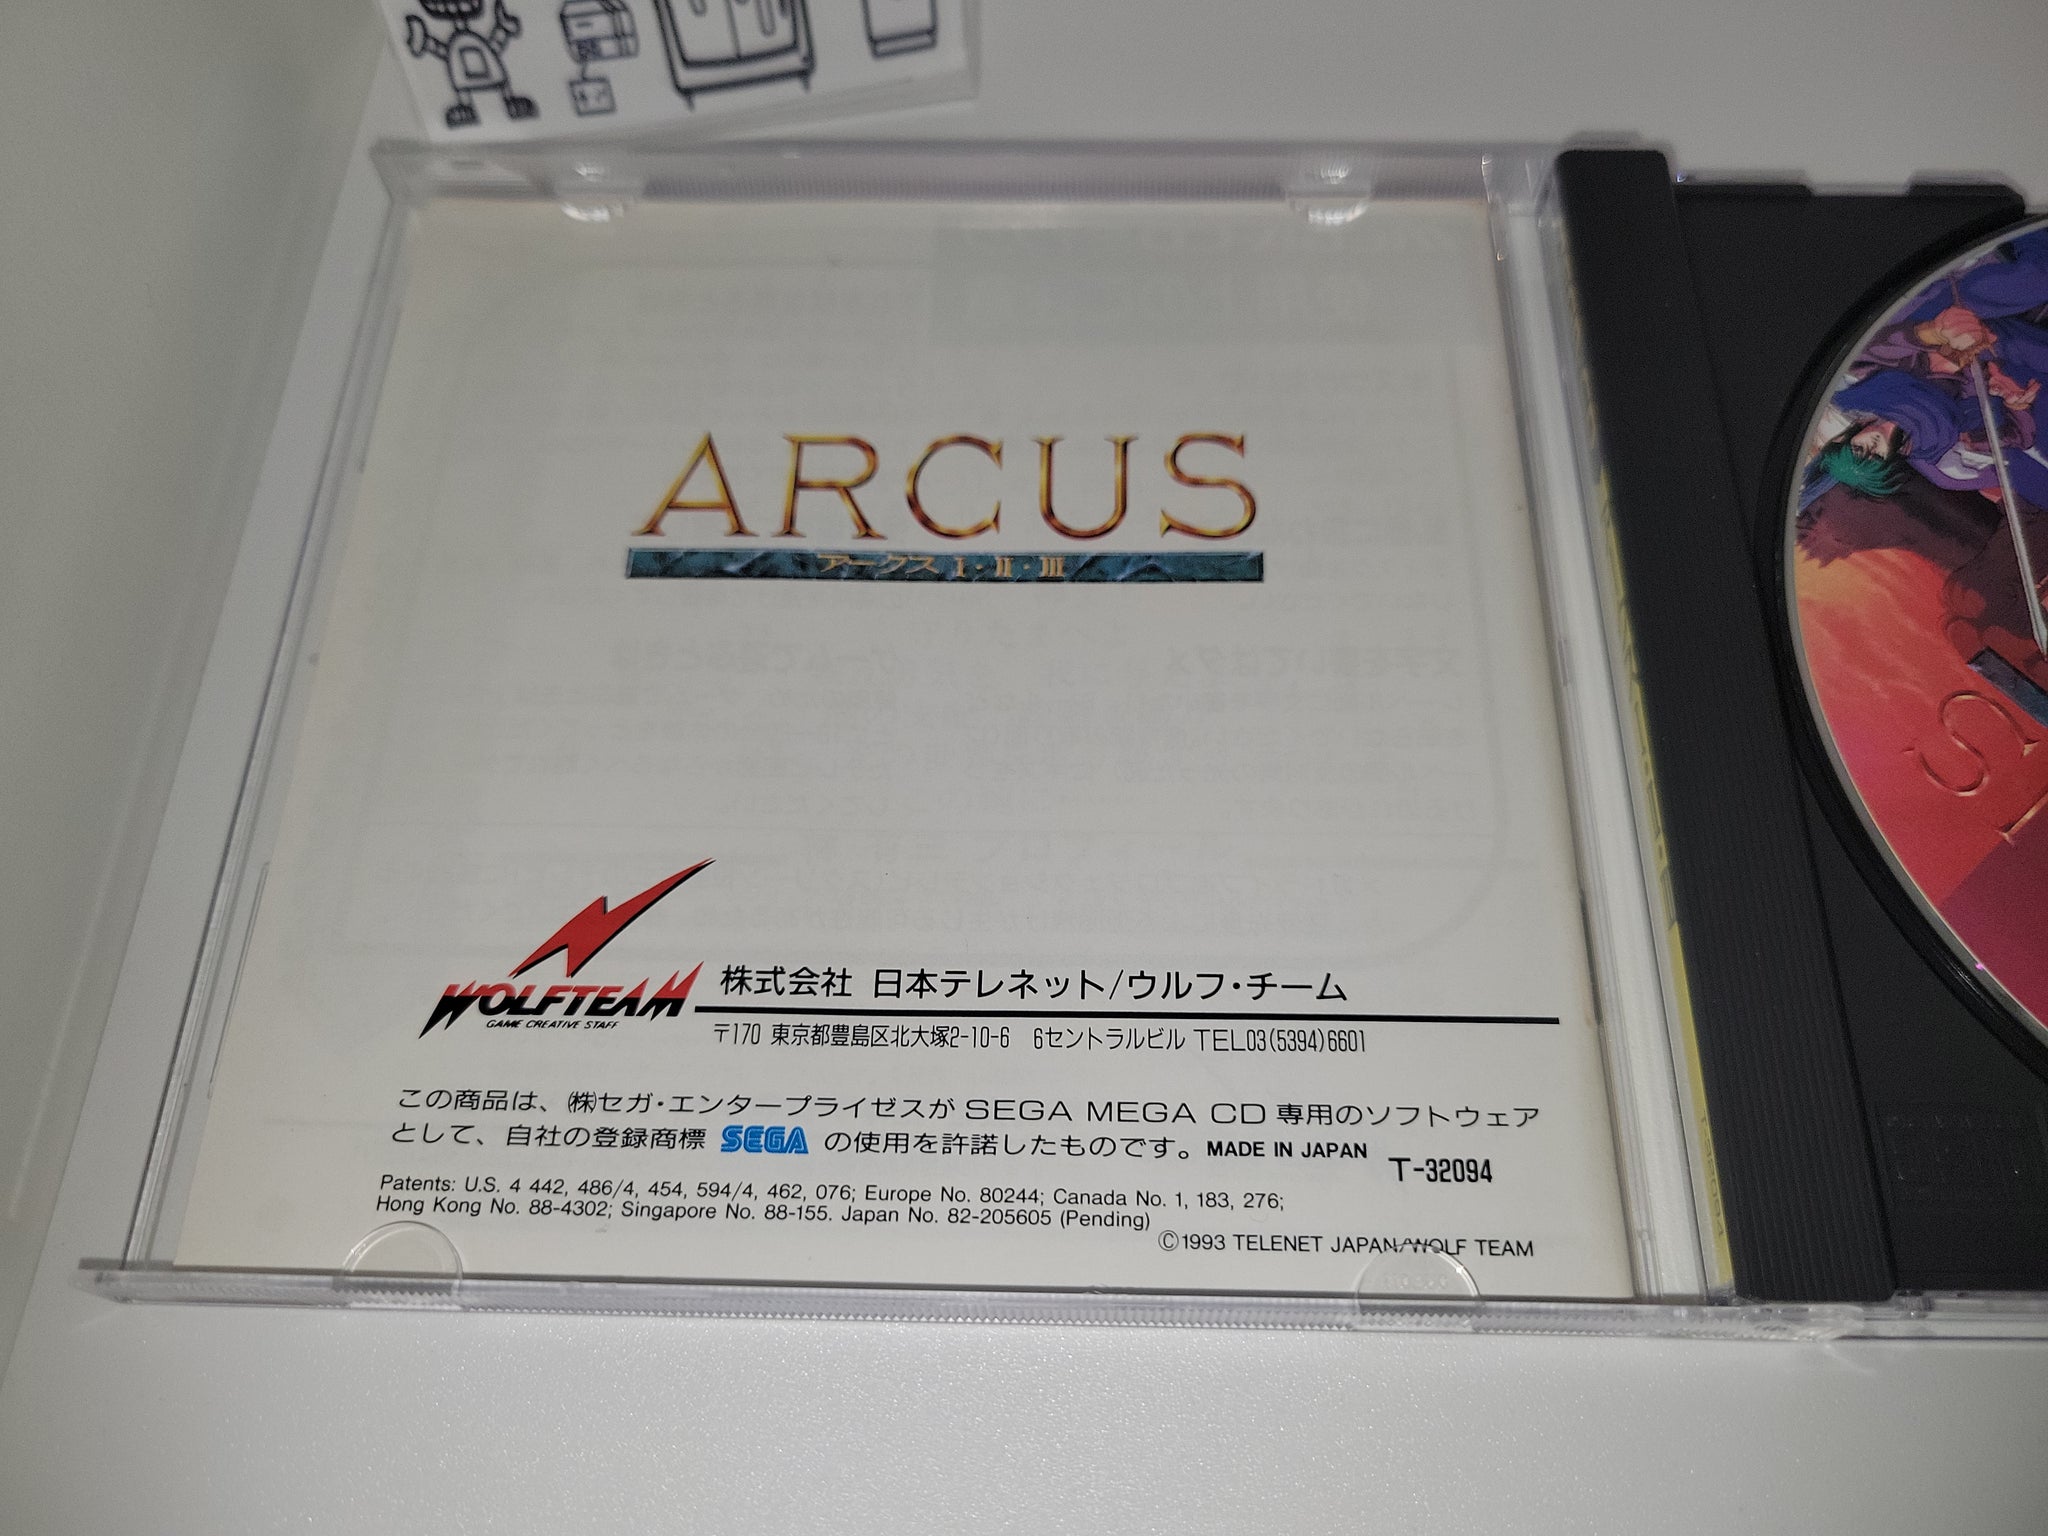 ARCUS
アークス I・II・III
WOLFTEAM
GAME CREATIVE STAFF
株式会社 日本テレネット/ウルフ・チーム
〒170 東京都豊島区北大塚2-10-6 6セントラルビル TEL03(5394)6601
この商品は、㈱セガ・エンタープライゼスが SEGA MEGA CD 専用のソフトウェア
として、自社の登録商標 SEGA の使用を許諾したものです。MADE IN JAPAN
T-32094
Patents: U.S. 4 442, 486/4, 454, 594/4, 462, 076; Europe No. 80244; Canada No. 1, 183, 276;
Hong Kong No. 88-4302; Singapore No. 88-155. Japan No. 82-205605 (Pending)
©1993 TELENET JAPAN/WOLF TEAM